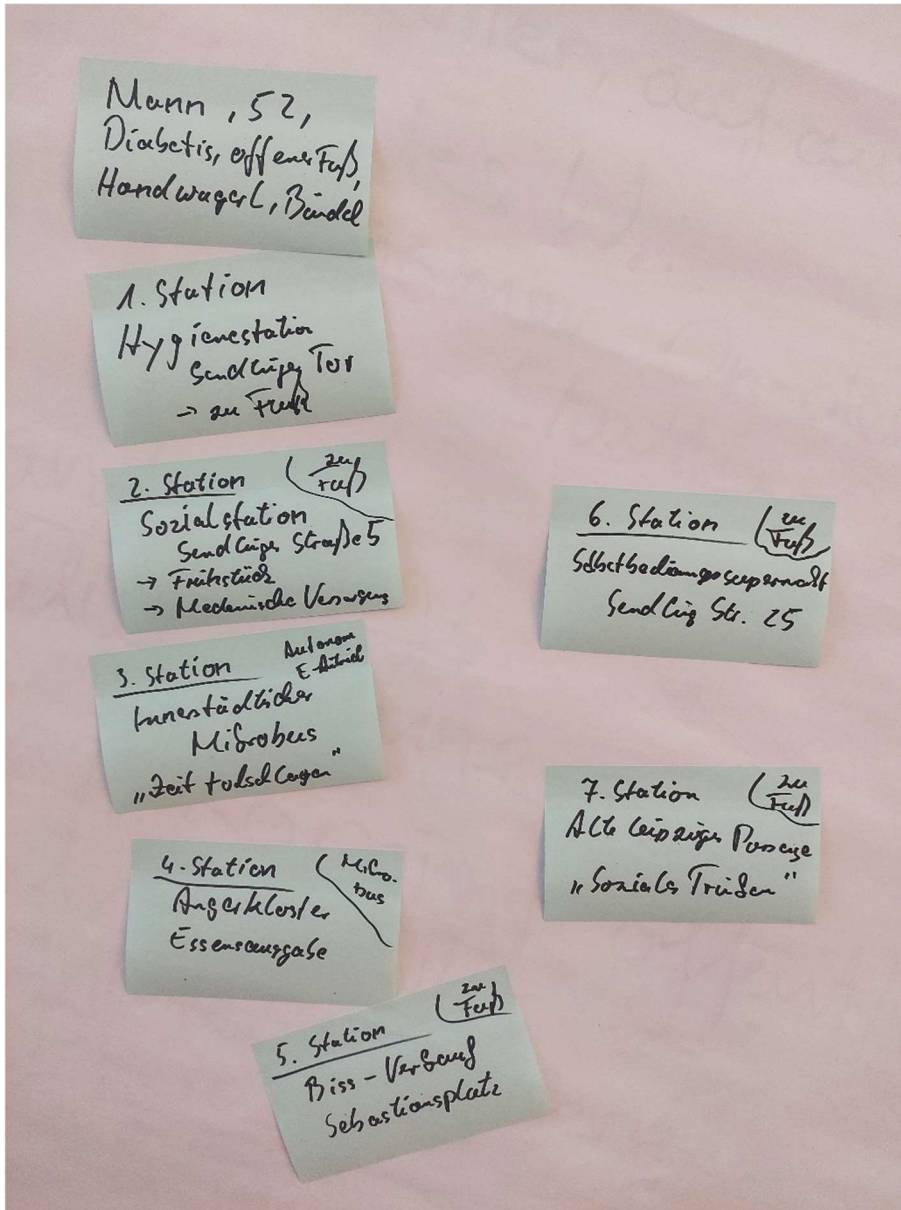 Mann, 52,
Diabetis, offener Fuß,
Handwagerl, Bündel
1. Station
Hygienestation
Sendlinger Tor
→ zu Fuß
2. Station
zu
Fuß
Sozialstation
Sendlinger Straße 5
→ Frühstück
→ Medizinische Versorgung
3. Station
Autonom
E-Antrieb
Innerstädtischer
Mikrobus
"Zeit totschlagen"
4. Station
Mikro-
bus
Angerkloster
Essensausgabe
5. Station
zu
Fuß
Biss-Verkauf
Sebastiansplatz
6. Station
zu
Fuß
Selbstbedienungssupermarkt
Sendling Str. 25
7. Station
zu
Fuß
Alte Leipziger Passage
"Soziales Trinken"